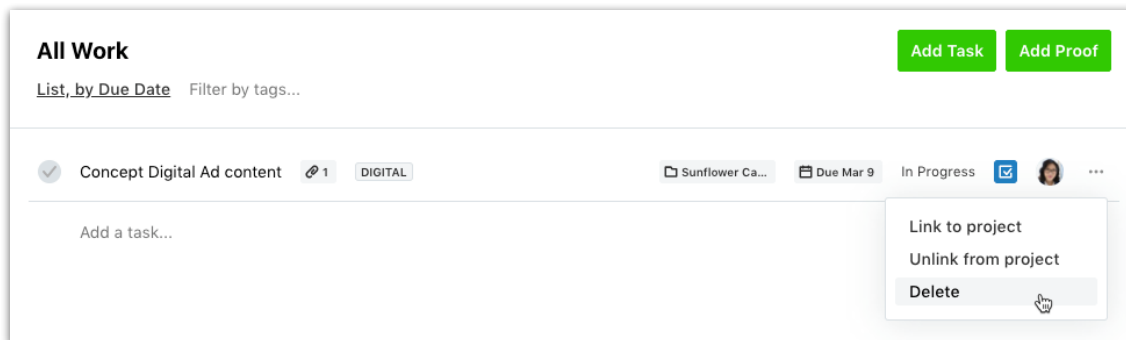 All Work
Add Task
Add Proof
List, by Due Date
Filter by tags...
Concept Digital Ad content
1
DIGITAL
Sunflower Ca...
Due Mar 9
In Progress
Add a task...
Link to project
Unlink from project
Delete